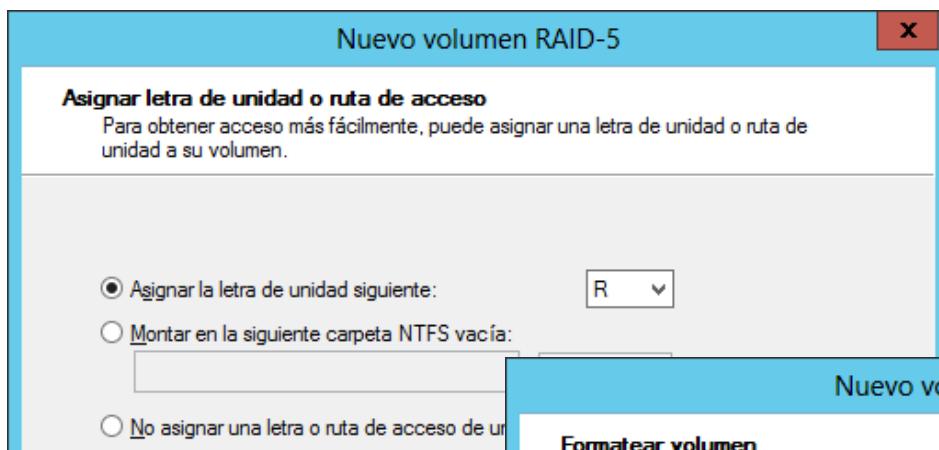 Nuevo volumen RAID-5
x
Asignar letra de unidad o ruta de acceso
Para obtener acceso más fácilmente, puede asignar una letra de unidad o ruta de
unidad a su volumen.
Asignar la letra de unidad siguiente:
R
Montar en la siguiente carpeta NTFS vacía:
No asignar una letra o ruta de acceso de
Nuevo
Formatear volumen